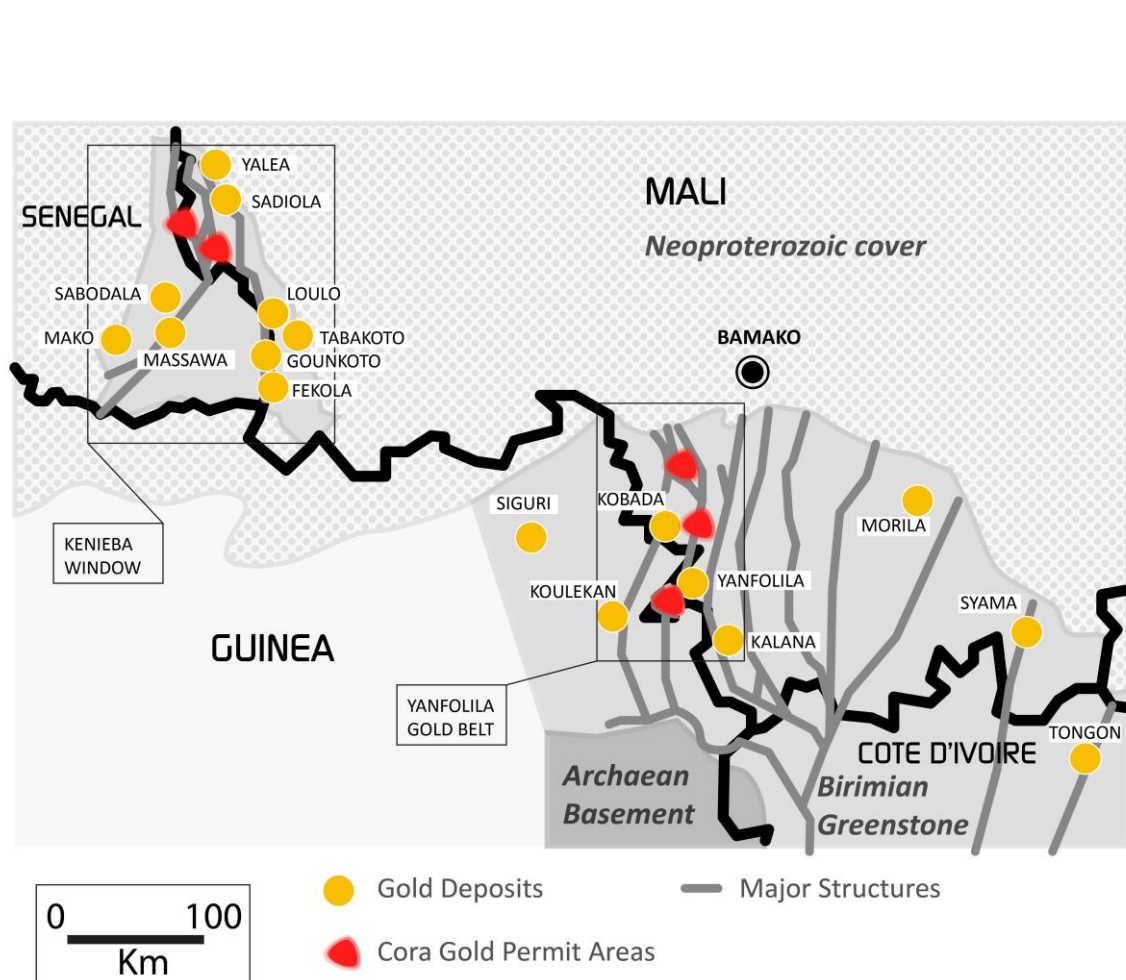 YALEA
MALI
SADIOLA
SENEGAL
Neoproterozoic cover
SABODALA
LOULO
MAKO
TABAKOTO
BAMAKO
MASSAWA
GOUNKOTO
FEKOLA
SIGURI
KOBADA
MORILA
KENIEBA
WINDOW
KOULEKAN
YANFOLILA
SYAMA
GUINEA
KALANA
YANFOLILA
GOLD BELT
TONGON
COTE D'IVOIRE
Archaean
Basement
Birimian
Greenstone
Gold Deposits
Major Structures
0 100
Km
Cora Gold Permit Areas